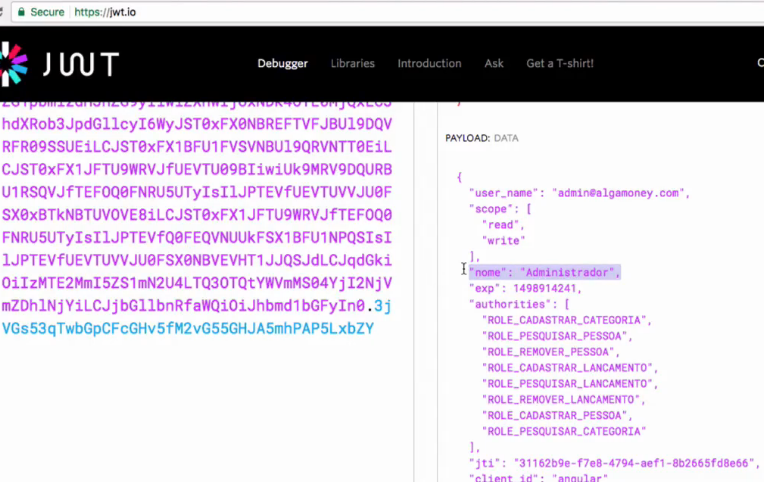 Secure https://jwt.io
JWT
Debugger Libraries Introduction Ask Get a T-shirt!
hdXRob3JpdGllcyI6WyJST0xFX0NBREFTVFJBUl9DQV
RFR09SSUEiLCJST0xFX1BFU1FVSVNBUl9QRVNTT0EiL
CJST0xFX1JFTU9WRVJfUEVTU09BIiwiUk9MRV9DQURB
U1RSQVJfTEFOQ0FNRU5UTyIsIlJPTEVfUEVTUVVJU0F
SX0xBTkNBTUVOVE8iLCJST0xFX1JFTU9WRVJfTEFOQ0
FNRU5UTyIsIlJPTEVfQ0FEQVNUUkFSX1BFU1NPQSIsI
lJPTEVfUEVTUVVJU0FSX0NBVEVHT1JJQSJdLCJqdGki
OiIzMTE2MmI5ZS1mN2U4LTQ3OTQtYWVmMS04YjI2NjV
mZDhlNjYiLCJjbGllbnRfaWQiOiJhbmd1bGFyIn0.3j
VGs53qTwbGpCFcGHv5fM2vG55GHJA5mhPAP5LxbZY
}
PAYLOAD: DATA
{
"user_name": "admin@algamoney.com",
"scope": [
"read",
"write"
],
"nome": "Administrador",
"exp": 1498914241,
"authorities": [
"ROLE_CADASTRAR_CATEGORIA",
"ROLE_PESQUISAR_PESSOA",
"ROLE_REMOVER_PESSOA",
"ROLE_CADASTRAR_LANCAMENTO",
"ROLE_PESQUISAR_LANCAMENTO",
"ROLE_REMOVER_LANCAMENTO",
"ROLE_CADASTRAR_PESSOA",
"ROLE_PESQUISAR_CATEGORIA"
],
"jti": "31162b9e-f7e8-4794-aef1-8b2665fd8e66",
"client_id": "angular"